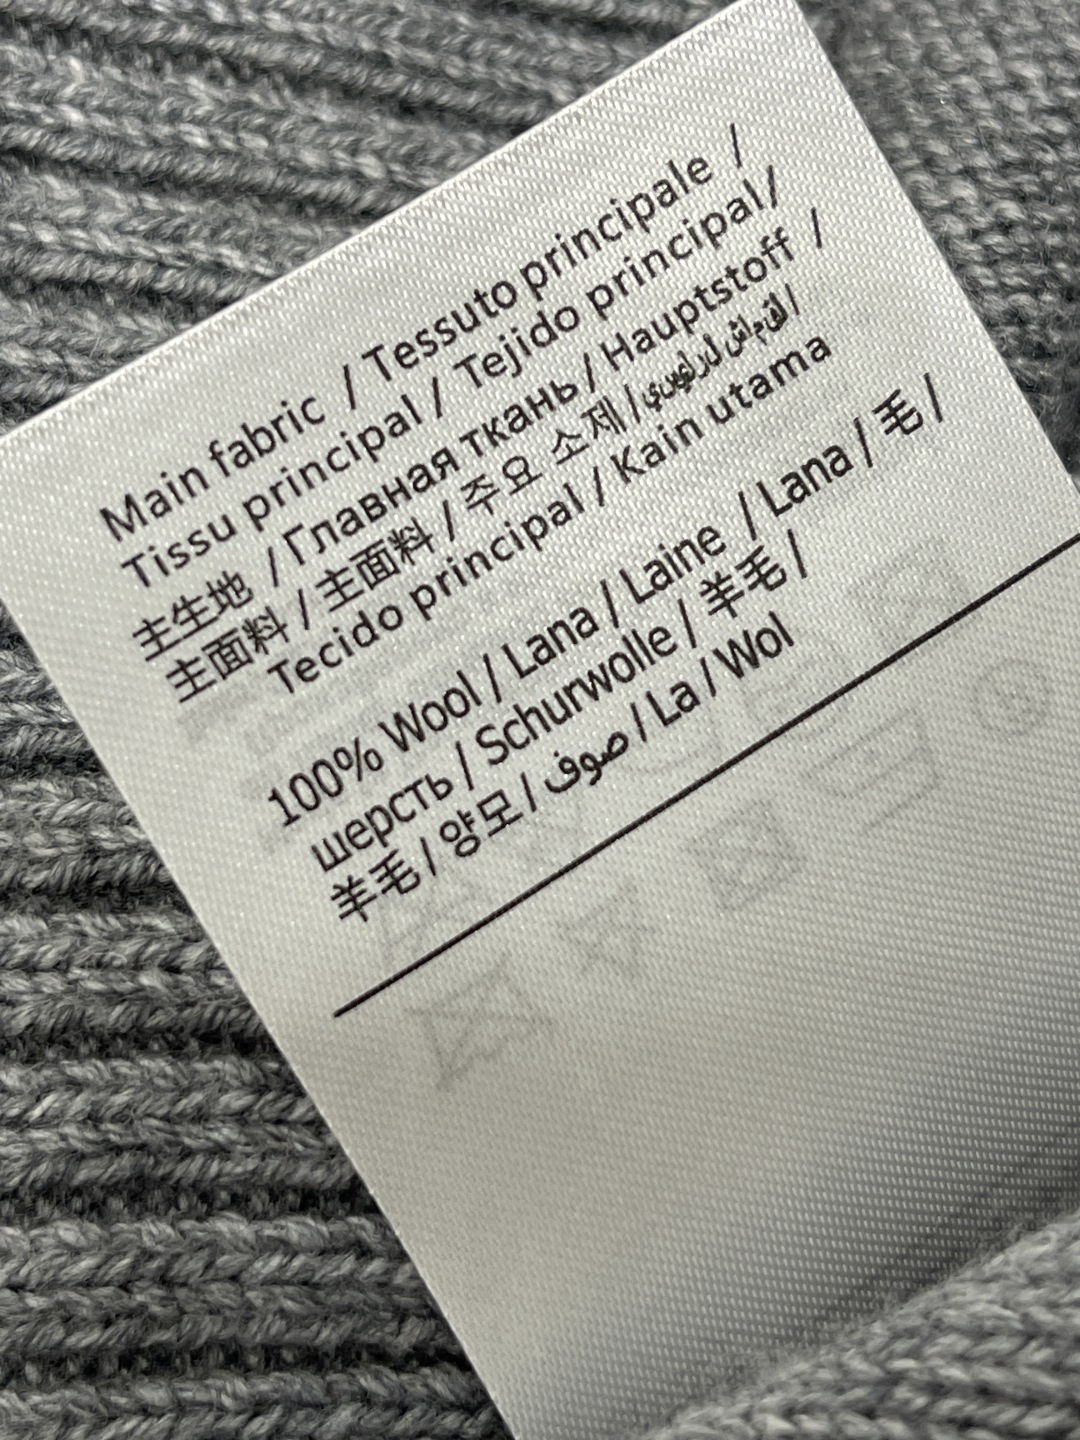 Main fabric / Tessuto principale /
Tissu principal / Tejido principal/
主生地 / Главная ткань / Hauptstoff /
主面料 / 主面料 / 주요 소제 /
Tecido principal / Kain utama
100% Wool / Lana / Laine / Lana / 毛 /
шерсть / Schurwolle / 羊毛 /
羊毛 / 양모 / صوف / La / Wol